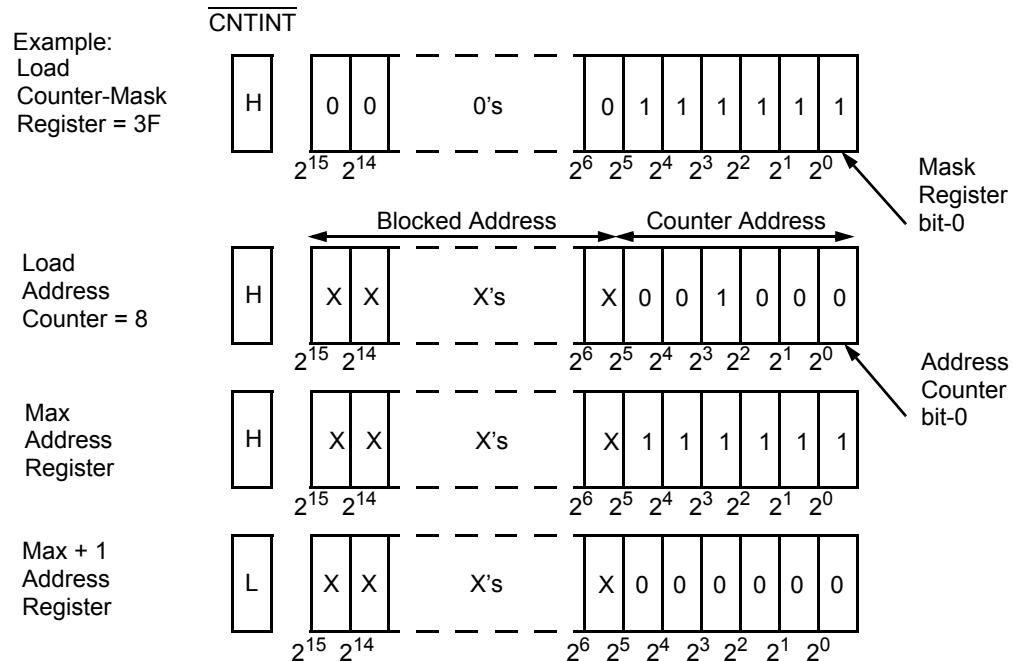 CNTINT
Example:
Load
Counter-Mask
Register = 3F
H
0 0 0's 0 1 1 1 1 1 1
2^15 2^14 2^6 2^5 2^4 2^3 2^2 2^1 2^0
Mask
Register
bit-0
Blocked Address Counter Address
Load
Address
Counter = 8
H
X X X's X 0 0 1 0 0 0
2^15 2^14 2^6 2^5 2^4 2^3 2^2 2^1 2^0
Address
Counter
bit-0
Max
Address
Register
H
X X X's X 1 1 1 1 1 1
2^15 2^14 2^6 2^5 2^4 2^3 2^2 2^1 2^0
Max + 1
Address
Register
L
X X X's X 0 0 0 0 0 0
2^15 2^14 2^6 2^5 2^4 2^3 2^2 2^1 2^0